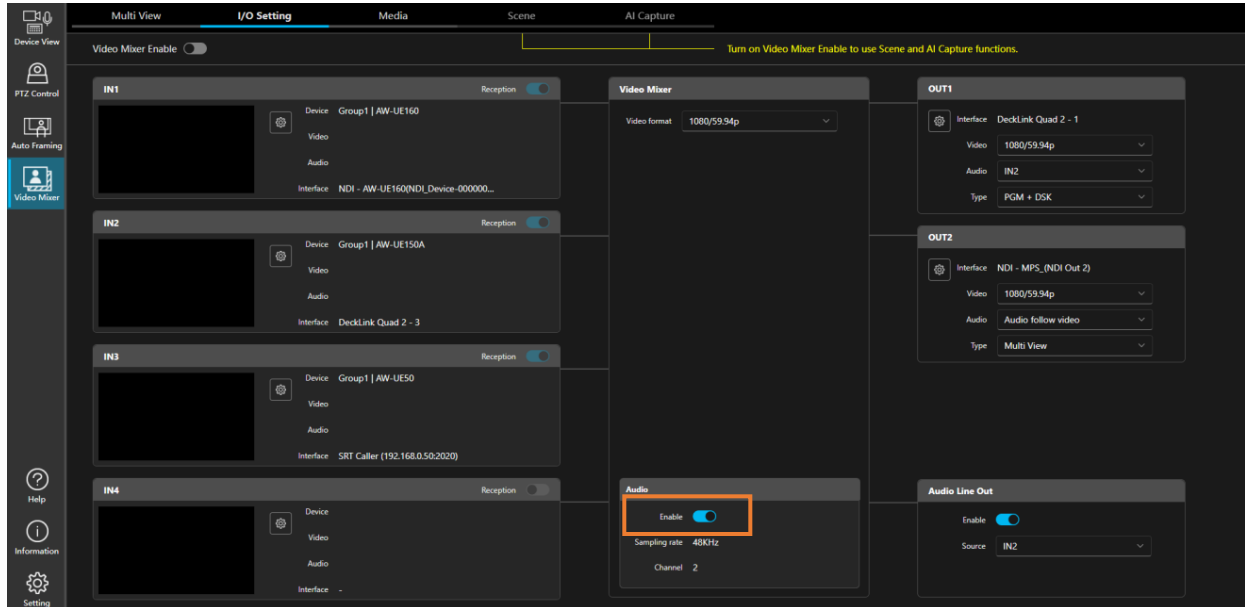 Multi View I/O Setting Media Scene AI Capture
Device View
Video Mixer Enable
Turn on Video Mixer Enable to use Scene and AI Capture functions.
PTZ Control
Auto Framing
Video Mixer
IN1 Reception
Device Group1 | AW-UE160
Video
Audio
Interface NDI - AW-UE160(NDI_Device-000000...
IN2 Reception
Device Group1 | AW-UE150A
Video
Audio
Interface DeckLink Quad 2 - 3
IN3 Reception
Device Group1 | AW-UE50
Video
Audio
Interface SRT Caller (192.168.0.50:2020)
IN4 Reception
Device
Video
Audio
Interface -
Video Mixer
Video format 1080/59.94p
Audio
Enable
Sampling rate 48KHz
Channel 2
OUT1
Interface DeckLink Quad 2 - 1
Video 1080/59.94p
Audio IN2
Type PGM + DSK
OUT2
Interface NDI - MPS_(NDI Out 2)
Video 1080/59.94p
Audio Audio follow video
Type Multi View
Audio Line Out
Enable
Source IN2
Help
Information
Setting